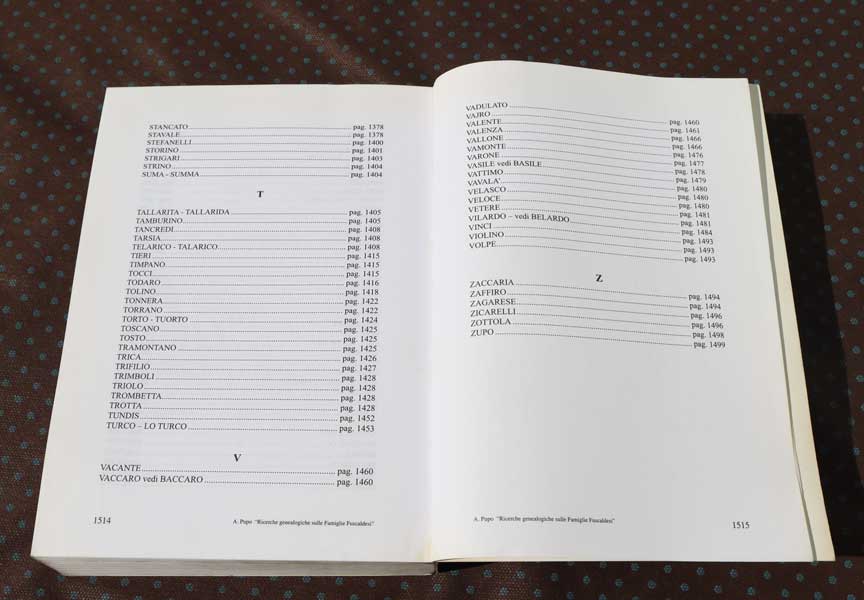 STANCATO........ pag. 1378
STAVALE........ pag. 1378
STEFANELLI........ pag. 1400
STORINO........ pag. 1401
STRIGARI........ pag. 1403
STRINO........ pag. 1404
SUMA - SUMMA........ pag. 1404
T
TALLARITA - TALLARIDA........ pag. 1405
TAMBURINO........ pag. 1405
TANCREDI........ pag. 1408
TARSIA........ pag. 1408
TELARICO - TALARICO........ pag. 1408
TIERI........ pag. 1415
TIMPANO........ pag. 1415
TOCCI........ pag. 1415
TODARO........ pag. 1416
TOLINO........ pag. 1418
TONNERA........ pag. 1422
TORRANO........ pag. 1422
TORTO - TUORTO........ pag. 1424
TOSCANO........ pag. 1425
TOSTO........ pag. 1425
TRAMONTANO........ pag. 1425
TRICA........ pag. 1426
TRIFILIO........ pag. 1427
TRIMBOLI........ pag. 1428
TRIOLO........ pag. 1428
TROMBETTA........ pag. 1428
TROTTA........ pag. 1428
TUNDIS........ pag. 1452
TURCO – LO TURCO........ pag. 1453
V
VACANTE........ pag. 1460
VACCARO vedi BACCARO........ pag. 1460
1514 A. Pupo "Ricerche genealogiche sulle Famiglie Fuscaldesi"
VADULATO........ pag. 1460
VAJRO........ pag. 1461
VALENTE........ pag. 1466
VALENZA........ pag. 1466
VALLONE........ pag. 1476
VAMONTE........ pag. 1477
VARONE........ pag. 1478
VASILE vedi BASILE........ pag. 1479
VATTIMO........ pag. 1480
VAVALA'........ pag. 1480
VELASCO........ pag. 1480
VELOCE........ pag. 1481
VETERE........ pag. 1481
VILARDO – vedi BELARDO........ pag. 1484
VINCI........ pag. 1493
VIOLINO........ pag. 1493
VOLPE........ pag. 1493
Z
ZACCARIA........ pag. 1494
ZAFFIRO........ pag. 1494
ZAGARESE........ pag. 1496
ZICARELLI........ pag. 1496
ZOTTOLA........ pag. 1498
ZUPO........ pag. 1499
A. Pupo "Ricerche genealogiche sulle Famiglie Fuscaldesi" 1515